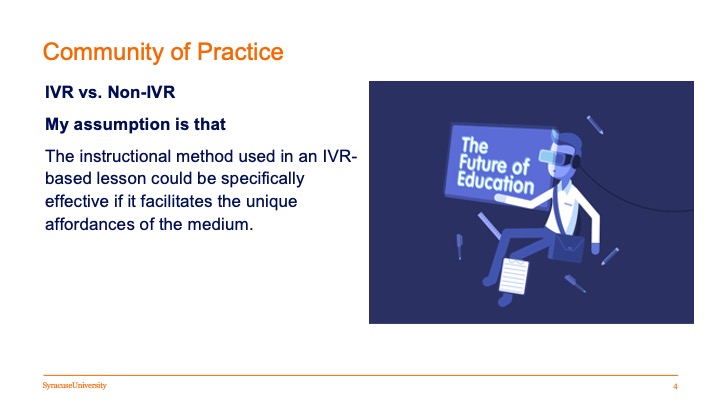 Community of Practice
IVR vs. Non-IVR
My assumption is that
The instructional method used in an IVR-
based lesson could be specifically
effective if it facilitates the unique
affordances of the medium.
The
Future of
Education
SyracuseUniversity
4